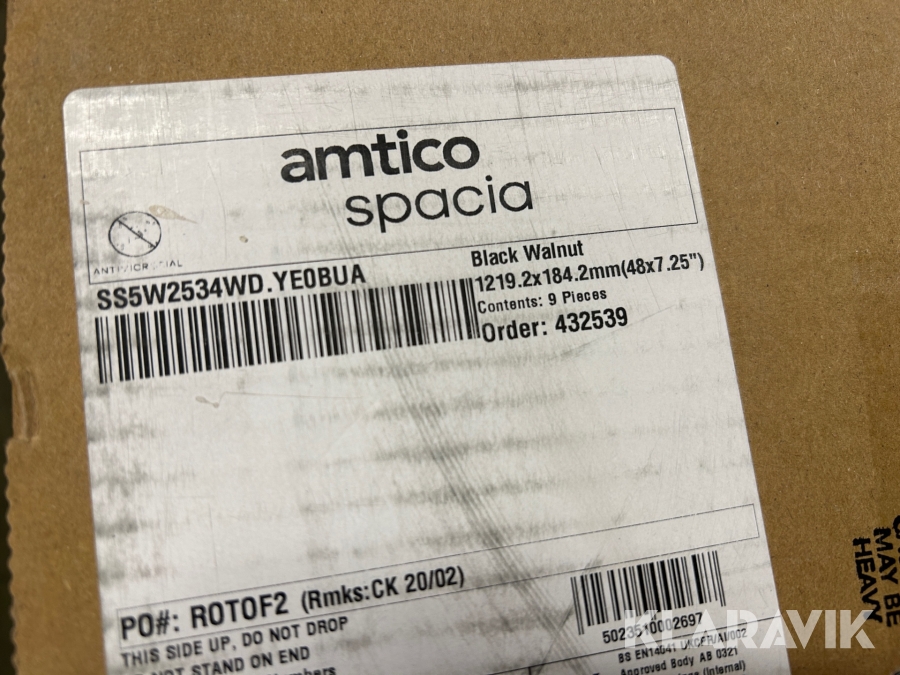 amtico
spacia
ANTIMICROBIAL
SS5W2534WD.YE0BUA
Black Walnut
1219.2x184.2mm(48x7.25")
Contents: 9 Pieces
Order: 432539
PO#: ROTOF2 (Rmks:CK 20/02)
THIS SIDE UP, DO NOT DROP
NOT STAND ON END
5023510002697
BS EN14041
Approved Body AB 0321
(Internal)
MAY BE
HEAVY
KLARAVIK